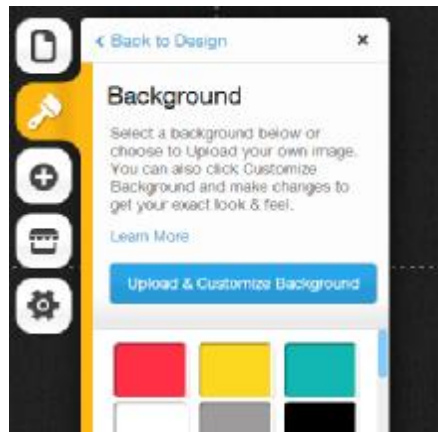 < Back to Design ×
Background
Select a background below or
choose to Upload your own image.
You can also click Customize
Background and make changes to
get your exact look & feel.
Learn More
Upload & Customize Background